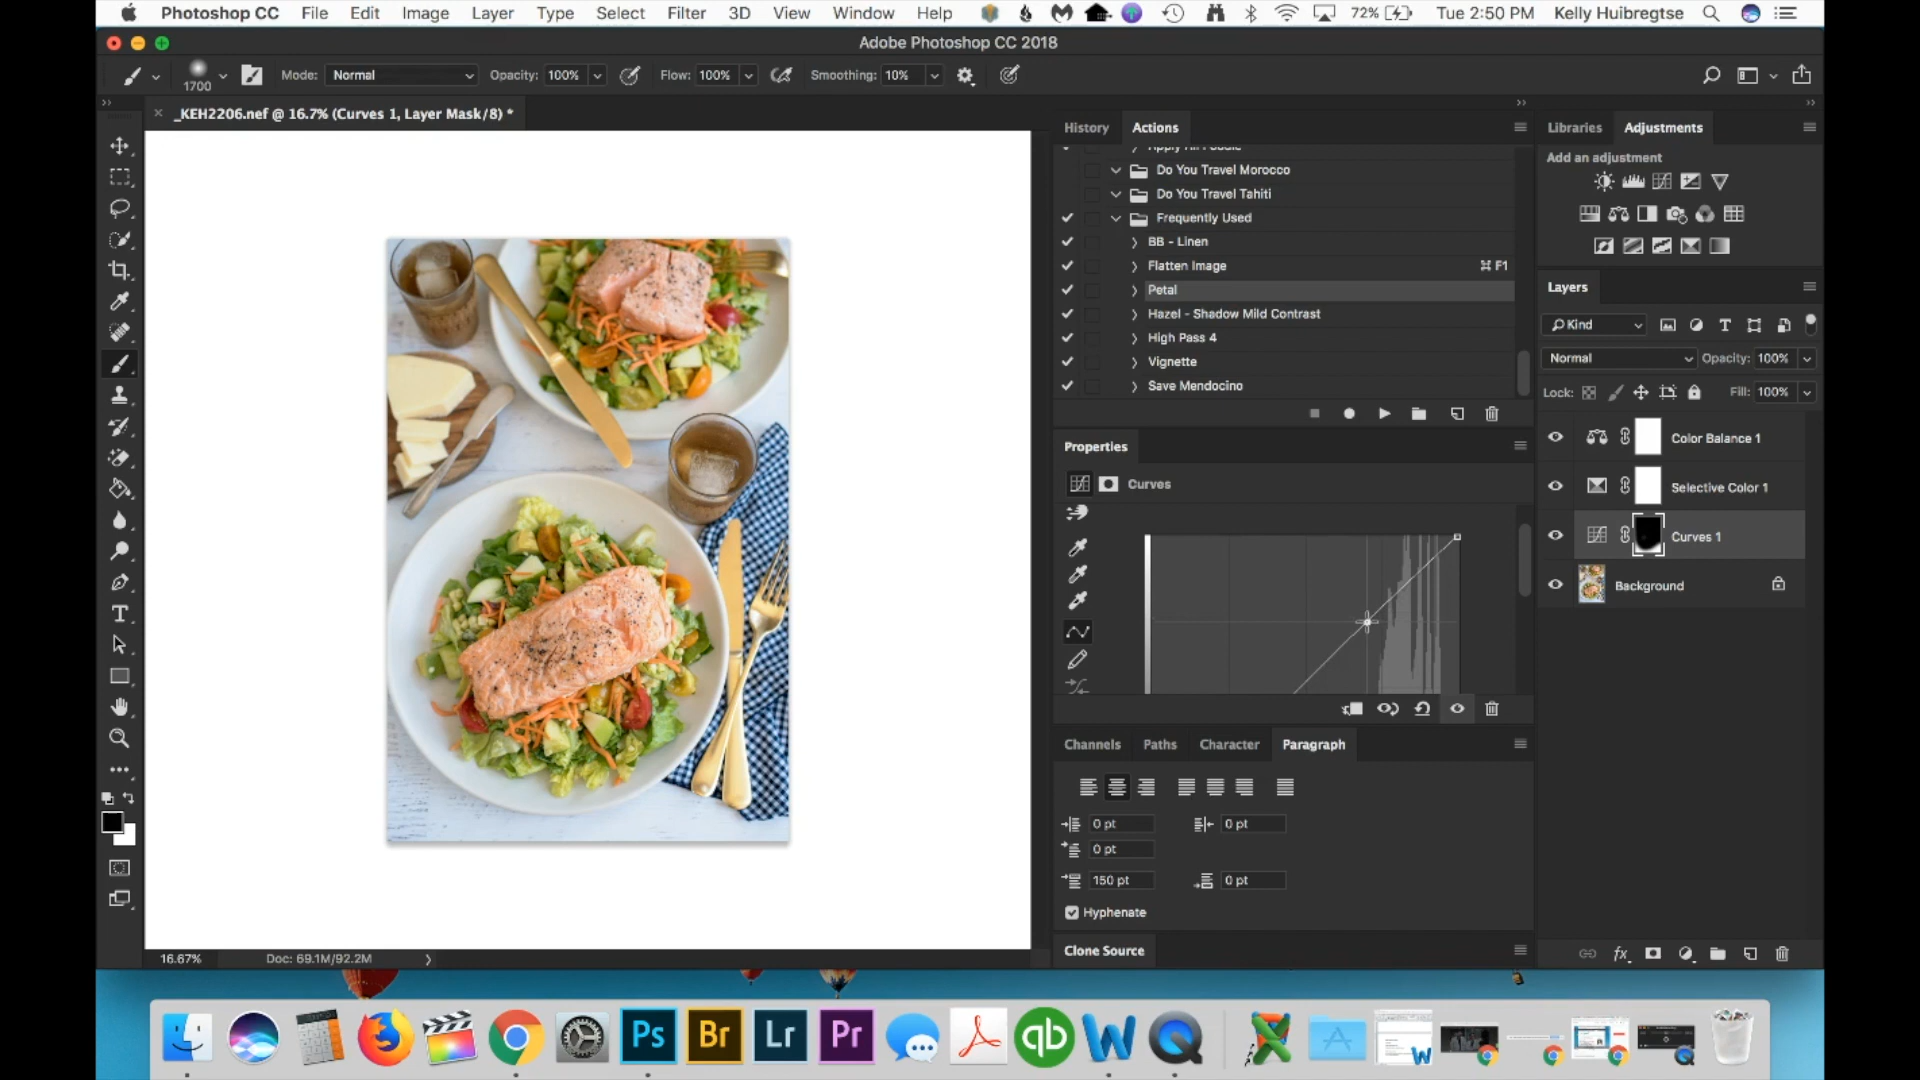 Photoshop CC File Edit Image Layer Type Select Filter 3D View Window Help 72% Tue 2:50 PM Kelly Huibregtse
Adobe Photoshop CC 2018
1700 Mode: Normal Opacity: 100% Flow: 100% Smoothing: 10%
_KEH2206.nef @ 16.7% (Curves 1, Layer Mask/8) *
History Actions
Do You Travel Morocco
Do You Travel Tahiti
Frequently Used
BB - Linen
Flatten Image ⌘ F1
Petal
Hazel - Shadow Mild Contrast
High Pass 4
Vignette
Save Mendocino
Properties
Curves
Channels Paths Character Paragraph
0 pt 0 pt
0 pt
150 pt 0 pt
Hyphenate
Clone Source
Libraries Adjustments
Add an adjustment
Layers
Kind
Normal Opacity: 100%
Lock: Fill: 100%
Color Balance 1
Selective Color 1
Curves 1
Background
fx
16.67% Doc: 69.1M/92.2M
Ps Br Lr Pr qb W